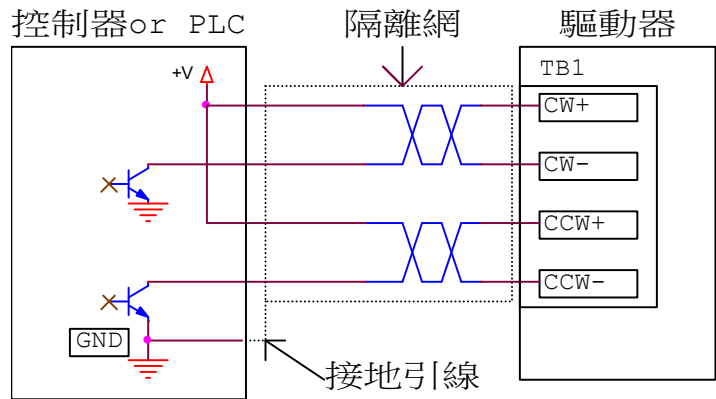 控制器or PLC
隔離網
驅動器
+V
TB1
CW+
CW-
CCW+
CCW-
GND
接地引線